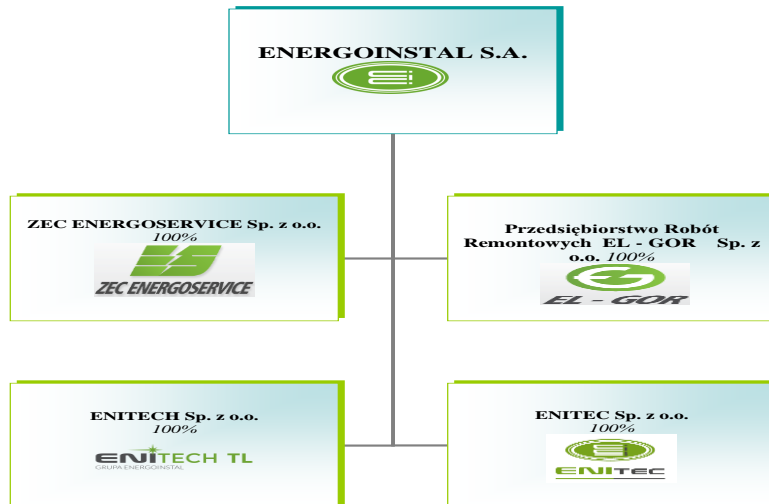 ENERGOINSTAL S.A.
ZEC ENERGOSERVICE Sp. z o.o.
100%
ZEC ENERGOSERVICE
Przedsiębiorstwo Robót
Remontowych EL - GOR Sp. z
o.o. 100%
EL - GOR
ENITECH Sp. z o.o.
100%
ENITECH TL
GRUPA ENERGOINSTAL
ENITEC Sp. z o.o.
100%
ENITEC